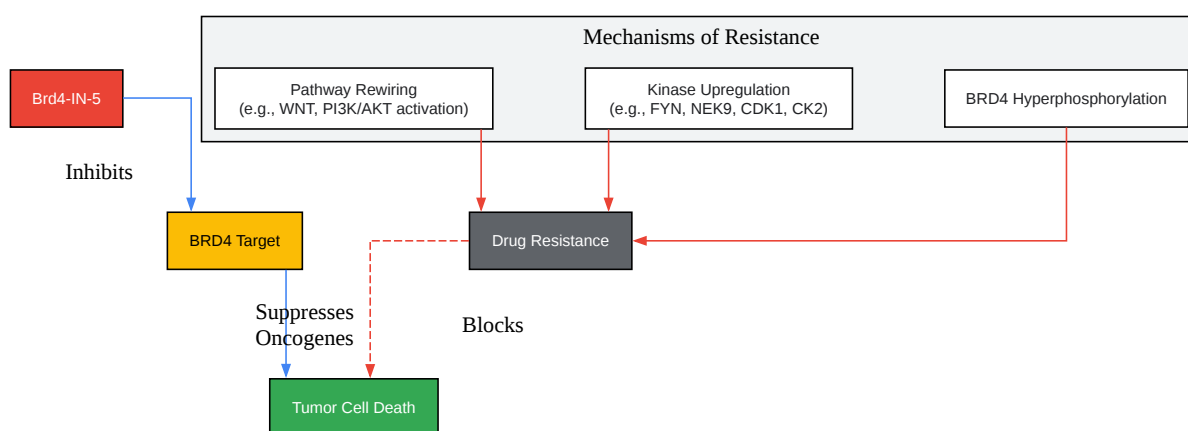 Mechanisms of Resistance
Brd4-IN-5
Pathway Rewiring
(e.g., WNT, PI3K/AKT activation)
Kinase Upregulation
(e.g., FYN, NEK9, CDK1, CK2)
BRD4 Hyperphosphorylation
Inhibits
BRD4 Target
Drug Resistance
Suppresses
Oncogenes
Blocks
Tumor Cell Death